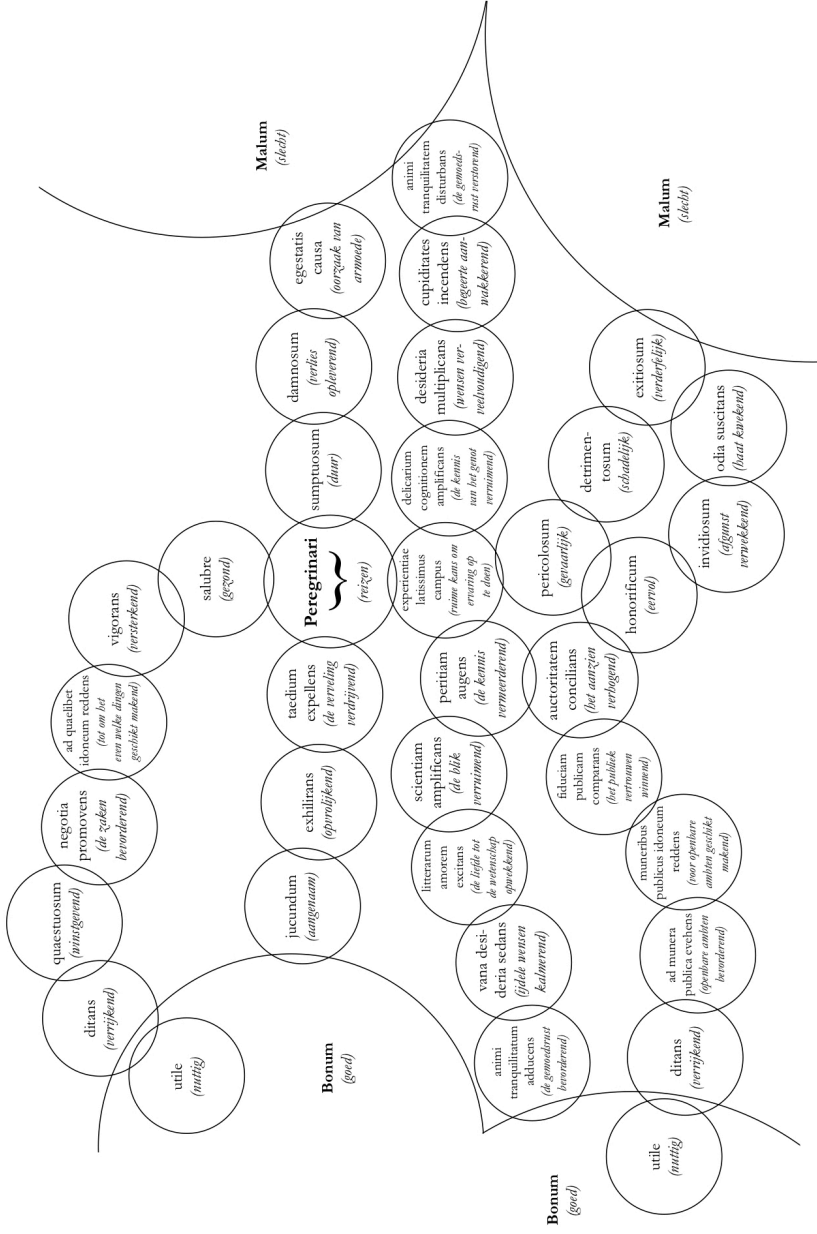 utile
(nuttig)
ditans
(verrijkend)
quaestuosum
(winstgevend)
negotia
promovens
(de zaken
bevorderend)
ad quaelibet
idoneum reddens
(tot om het
even welke dingen
geschikt makend)
vigorans
(versterkend)
salubre
(gezond)
Bonum
(goed)
jucundum
(aangenaam)
exhilirans
(opvrolijkend)
taedium
expellens
(de verveling
verdrijvend)
Peregrinari
(reizen)
sumptuosum
(duur)
damnosum
(verlies
opleverend)
egestatis
causa
(oorzaak van
armoede)
Malum
(slecht)
animi
tranquilitatum
adducens
(de gemoedsrust
bevorderend)
vana desi-
deria sedans
(ijdele wensen
kalmerend)
litterarum
amorem
excitans
(de liefde tot
de wetenschap
opwekkend)
scientiam
amplificans
(de blik
verruimend)
peritiam
augens
(de kennis
vermeerderend)
experientiae
latissimus
campus
(ruime kans om
ervaring op
te doen)
delicarium
cognitionem
amplificans
(de kennis
van het genot
verruimend)
desideria
multiplicans
(wensen ver-
veelvoudigend)
cupiditates
incendens
(begeerte aan-
wakkerend)
animi
tranquilitatem
disturbans
(de gemoeds-
rust verstorend)
Bonum
(goed)
utile
(nuttig)
ditans
(verrijkend)
ad munera
publica evehens
(openbare ambten
bevorderend)
muneribus
publicus idoneum
reddens
(voor openbare
ambten geschikt
makend)
fiduciam
publicam
comparans
(het publiek
vertrouwen
winnend)
auctoritatem
concilians
(het aanzien
verhogend)
honorificum
(eervol)
pericolosum
(gevaarlijk)
detrimen-
tosum
(schadelijk)
exitiosum
(verderfelijk)
invidiosum
(afgunst
verwekkend)
odia suscitans
(haat kwekend)
Malum
(slecht)